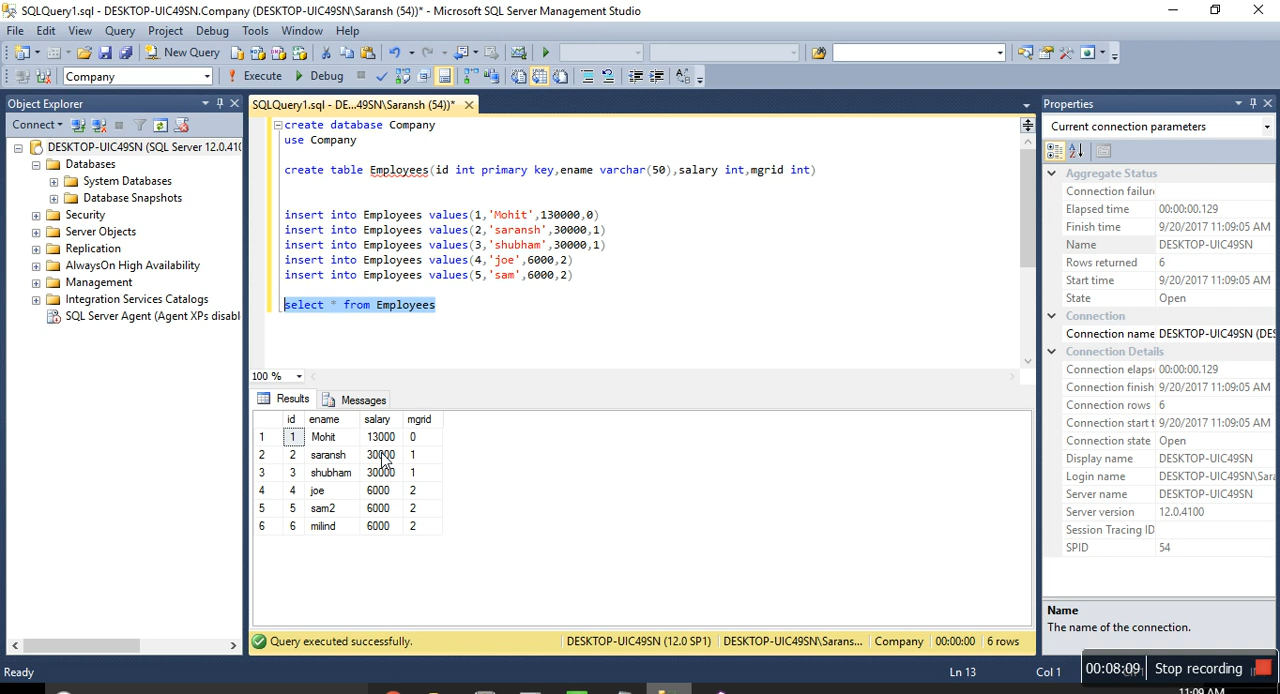 SQLQuery1.sql - DESKTOP-UIC49SN.Company (DESKTOP-UIC49SN\Saransh (54))* - Microsoft SQL Server Management Studio
File Edit View Query Project Debug Tools Window Help
New Query
Company Execute Debug
Object Explorer
Connect
DESKTOP-UIC49SN (SQL Server 12.0.410
Databases
System Databases
Database Snapshots
Security
Server Objects
Replication
AlwaysOn High Availability
Management
Integration Services Catalogs
SQL Server Agent (Agent XPs disabl
SQLQuery1.sql - DE...49SN\Saransh (54))*
create database Company
use Company
create table Employees(id int primary key,ename varchar(50),salary int,mgrid int)
insert into Employees values(1,'Mohit',130000,0)
insert into Employees values(2,'saransh',30000,1)
insert into Employees values(3,'shubham',30000,1)
insert into Employees values(4,'joe',6000,2)
insert into Employees values(5,'sam',6000,2)
select * from Employees
100 %
Results Messages
id ename salary mgrid
1 1 Mohit 13000 0
2 2 saransh 30000 1
3 3 shubham 30000 1
4 4 joe 6000 2
5 5 sam2 6000 2
6 6 milind 6000 2
Query executed successfully. DESKTOP-UIC49SN (12.0 SP1) DESKTOP-UIC49SN\Sarans... Company 00:00:00 6 rows
Properties
Current connection parameters
Aggregate Status
Connection failure
Elapsed time 00:00:00.129
Finish time 9/20/2017 11:09:05 AM
Name DESKTOP-UIC49SN
Rows returned 6
Start time 9/20/2017 11:09:05 AM
State Open
Connection
Connection name DESKTOP-UIC49SN (DES
Connection Details
Connection elaps 00:00:00.129
Connection finish 9/20/2017 11:09:05 AM
Connection rows 6
Connection start t 9/20/2017 11:09:05 AM
Connection state Open
Display name DESKTOP-UIC49SN
Login name DESKTOP-UIC49SN\Sara
Server name DESKTOP-UIC49SN
Server version 12.0.4100
Session Tracing ID
SPID 54
Name
The name of the connection.
Ready Ln 13 Col 1
00:08:09 Stop recording
11:09 AM